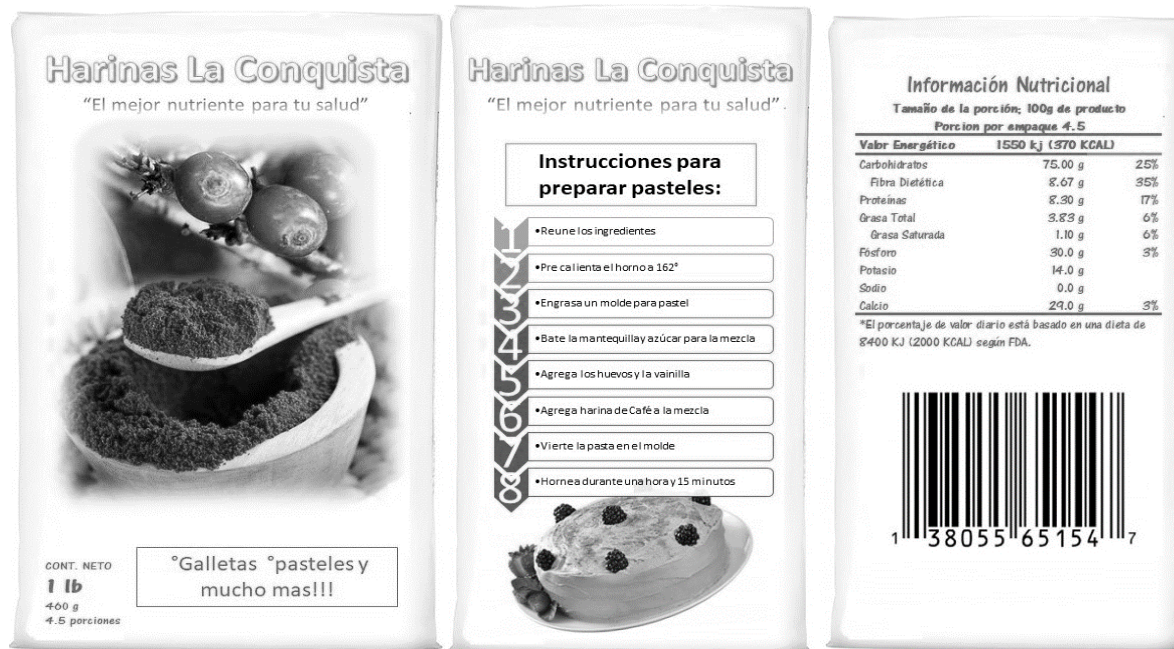 Harinas La Conquista
“El mejor nutriente para tu salud”
CONT. NETO
1 lb
460 g
4.5 porciones
°Galletas °pasteles y
mucho mas!!!
Harinas La Conquista
“El mejor nutriente para tu salud”.
Instrucciones para
preparar pasteles:
1 •Reune los ingredientes
2 •Pre calienta el horno a 162°
3 •Engrasa un molde para pastel
4 •Bate la mantequilla y azúcar para la mezcla
5 •Agrega los huevos y la vainilla
6 •Agrega harina de Café a la mezcla
7 •Vierte la pasta en el molde
8 •Hornea durante una hora y 15 minutos
Información Nutricional
Tamaño de la porción: 100g de producto
Porcion por empaque 4.5
Valor Energético 1550 kj (370 KCAL)
Carbohidratos 75.00 g 25%
Fibra Dietética 8.67 g 35%
Proteínas 8.30 g 17%
Grasa Total 3.83 g 6%
Grasa Saturada 1.10 g 6%
Fósforo 30.0 g 3%
Potasio 14.0 g
Sodio 0.0 g
Calcio 29.0 g 3%
*El porcentaje de valor diario está basado en una dieta de
8400 KJ (2000 KCAL) según FDA.
1 38055 65154 7